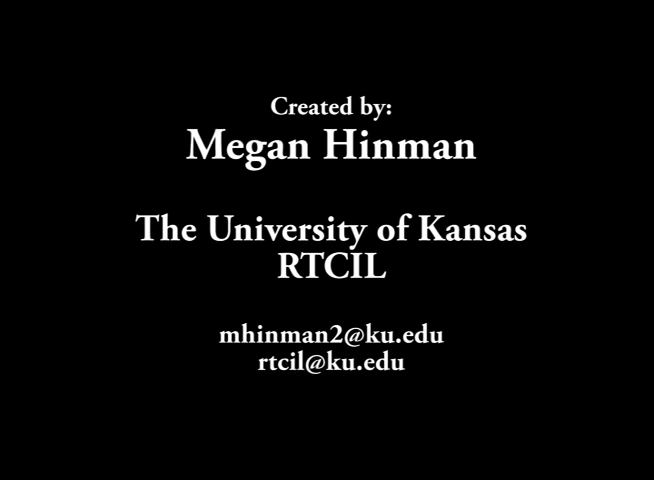 Created by:
Megan Hinman
The University of Kansas
RTCIL
mhinman2@ku.edu
rtcil@ku.edu